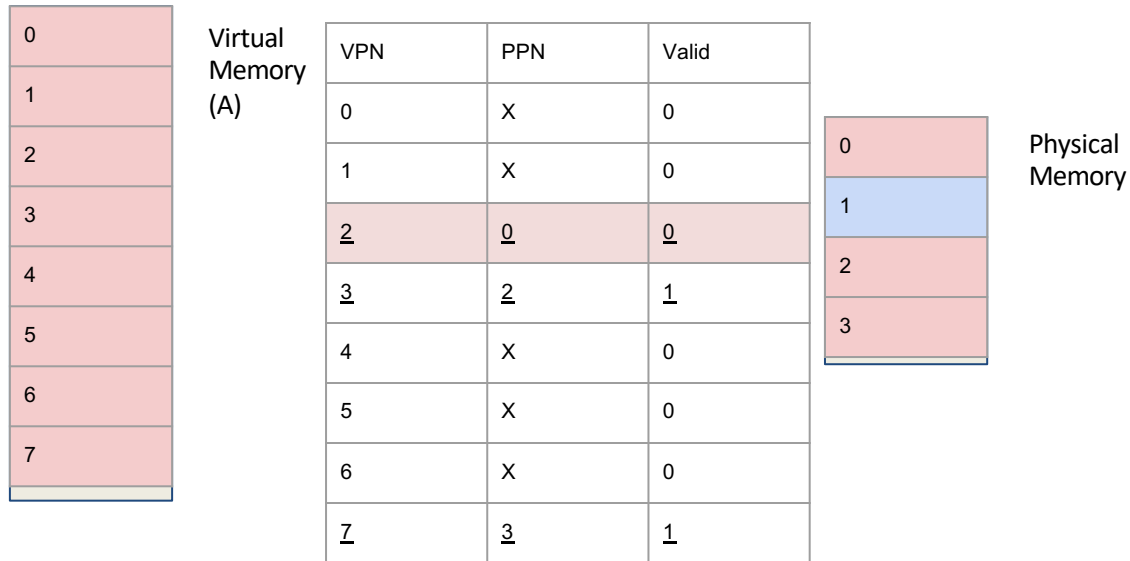 0
1
2
3
4
5
6
7
Virtual
Memory
(A)
VPN PPN Valid
0 X 0
1 X 0
2 0 0
3 2 1
4 X 0
5 X 0
6 X 0
7 3 1
0
1
2
3
Physical
Memory